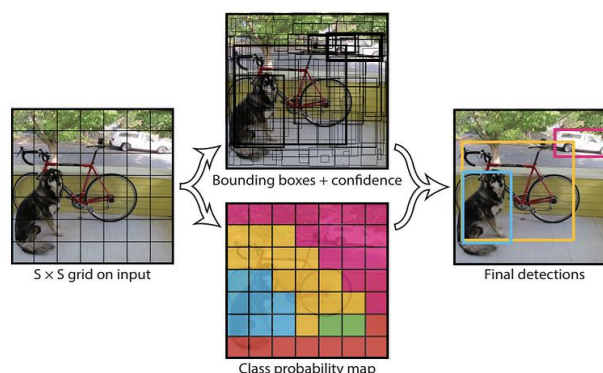 Bounding boxes + confidence
S × S grid on input
Final detections
Class probability map